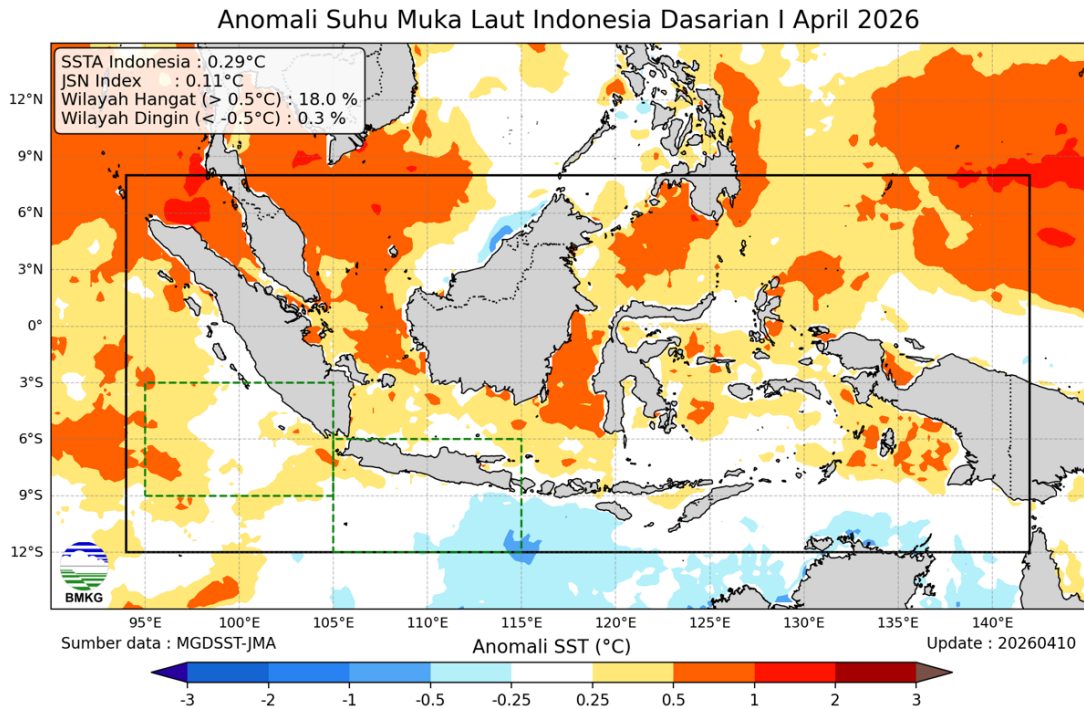 Anomali Suhu Muka Laut Indonesia Dasarian I April 2026
SSTA Indonesia : 0.29°C
JSN Index : 0.11°C
Wilayah Hangat (> 0.5°C) : 18.0 %
Wilayah Dingin (< -0.5°C) : 0.3 %
12°N
9°N
6°N
3°N
0°
3°S
6°S
9°S
12°S
BMKG
95°E 100°E 105°E 110°E 115°E 120°E 125°E 130°E 135°E 140°E
Sumber data : MGDSST-JMA
Anomali SST (°C)
Update : 20260410
-3 -2 -1 -0.5 -0.25 0.25 0.5 1 2 3